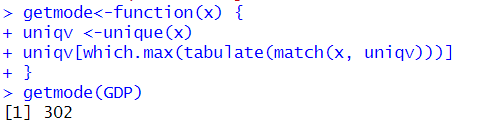 > getmode<-function(x) {
+ uniqv <-unique(x)
+ uniqv[which.max(tabulate(match(x, uniqv)))]
+ }
> getmode(GDP)
[1] 302